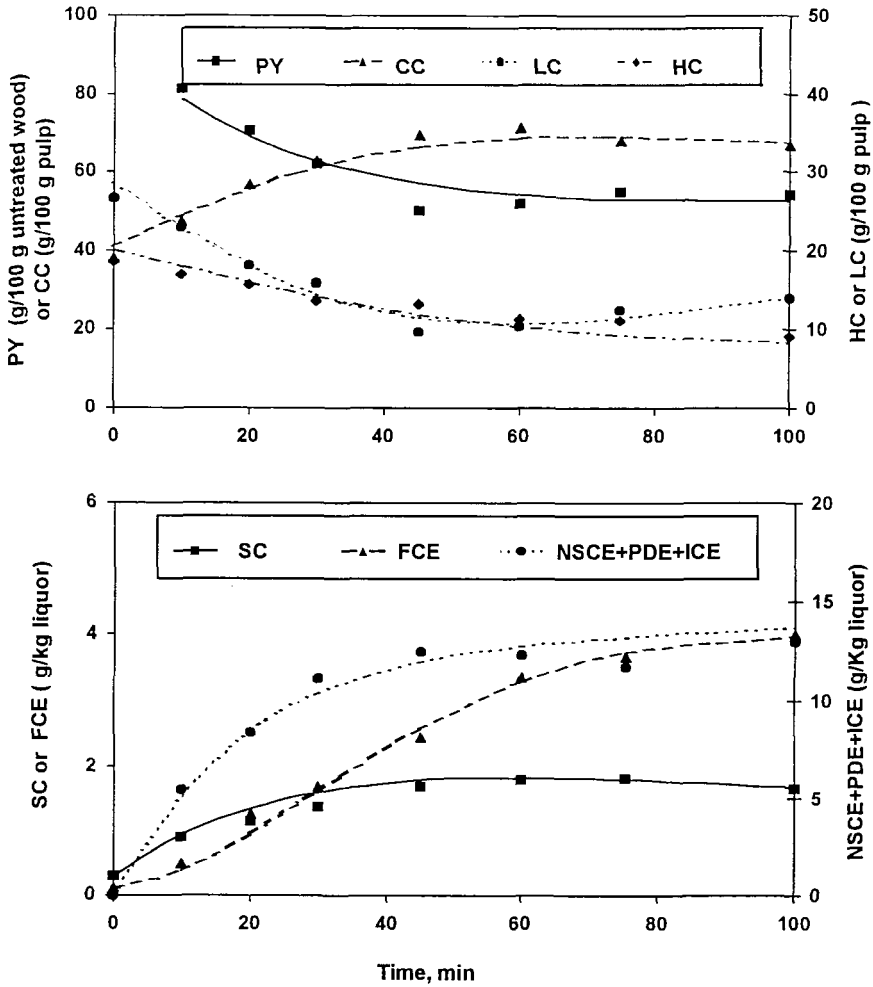 100
80
60
40
20
0
PY (g/100 g untreated wood)
or CC (g/100 g pulp)
PY CC LC HC
50
40
30
20
10
0
HC or LC (g/100 g pulp )
0 20 40 60 80 100
6
4
2
0
SC or FCE ( g/Kg liquor)
SC FCE NSCE+PDE+ICE
20
15
10
5
0
NSCE+PDE+ICE (g/Kg liquor)
0 20 40 60 80 100
Time, min